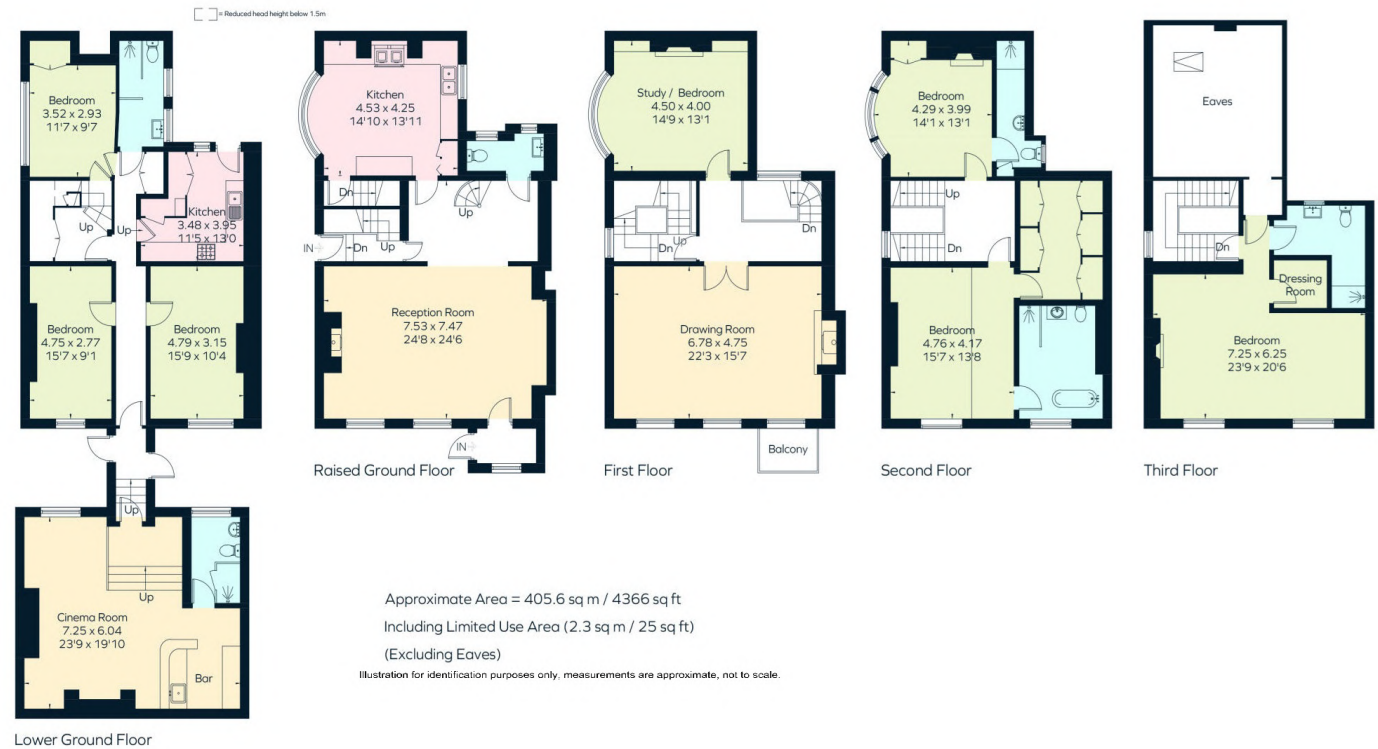 = Reduced head height below 1.5m
Bedroom
3.52 x 2.93
11'7 x 9'7
Kitchen
3.48 x 3.95
11'5 x 13'0
Up
Up
Bedroom
4.75 x 2.77
15'7 x 9'1
Bedroom
4.79 x 3.15
15'9 x 10'4
Up
Up
Cinema Room
7.25 x 6.04
23'9 x 19'10
Bar
Lower Ground Floor
Kitchen
4.53 x 4.25
14'10 x 13'11
Dn
Up
IN
Dn
Up
Reception Room
7.53 x 7.47
24'8 x 24'6
IN
Raised Ground Floor
Study / Bedroom
4.50 x 4.00
14'9 x 13'1
Up
Dn
Dn
Drawing Room
6.78 x 4.75
22'3 x 15'7
Balcony
First Floor
Bedroom
4.29 x 3.99
14'1 x 13'1
Up
Dn
Bedroom
4.76 x 4.17
15'7 x 13'8
Second Floor
Eaves
Dn
Dressing
Room
Bedroom
7.25 x 6.25
23'9 x 20'6
Third Floor
Approximate Area = 405.6 sq m / 4366 sq ft
Including Limited Use Area (2.3 sq m / 25 sq ft)
(Excluding Eaves)
Illustration for identification purposes only, measurements are approximate, not to scale.